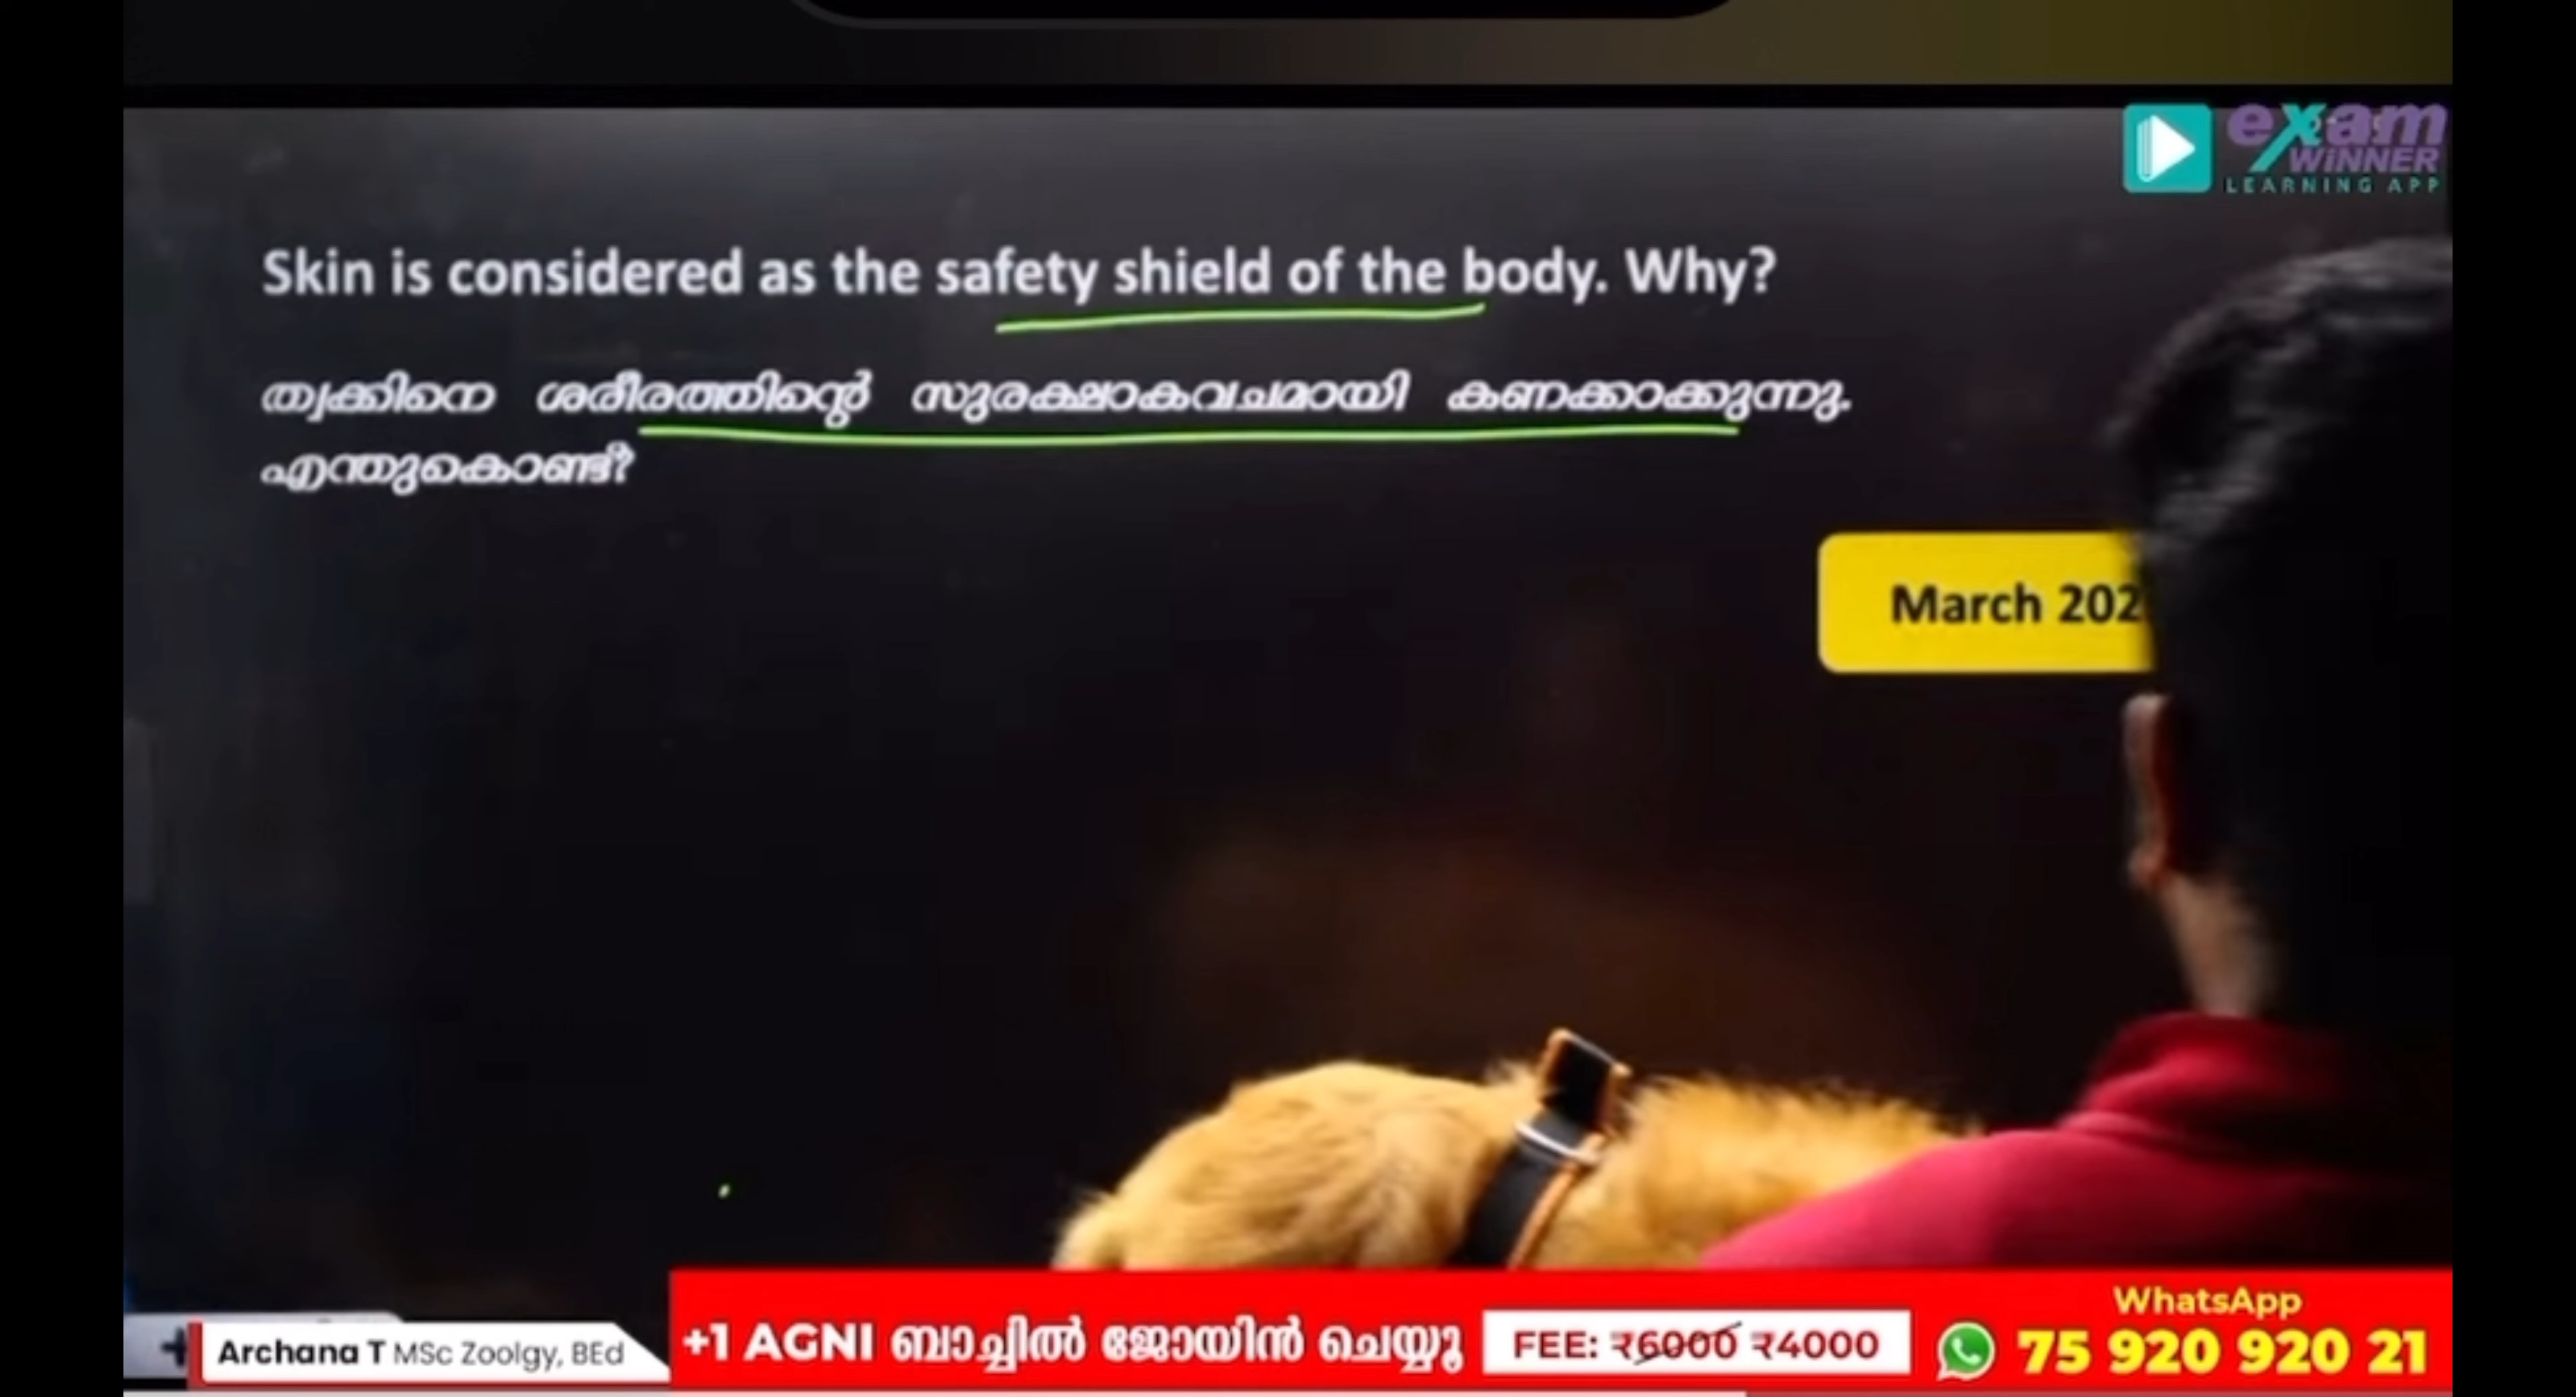 exam
WiNNER
LEARNING APP
Skin is considered as the safety shield of the body. Why?
ത്വക്കിനെ ശരീരത്തിന്റെ സുരക്ഷാകവചമായി കണക്കാക്കുന്നു.
എന്തുകൊണ്ട്?
March 202
WhatsApp
+1 AGNI ബാച്ചിൽ ജോയിൻ ചെയ്യൂ FEE: ₹6000 ₹4000 75 920 920 21
Archana T MSc Zoolgy, BEd